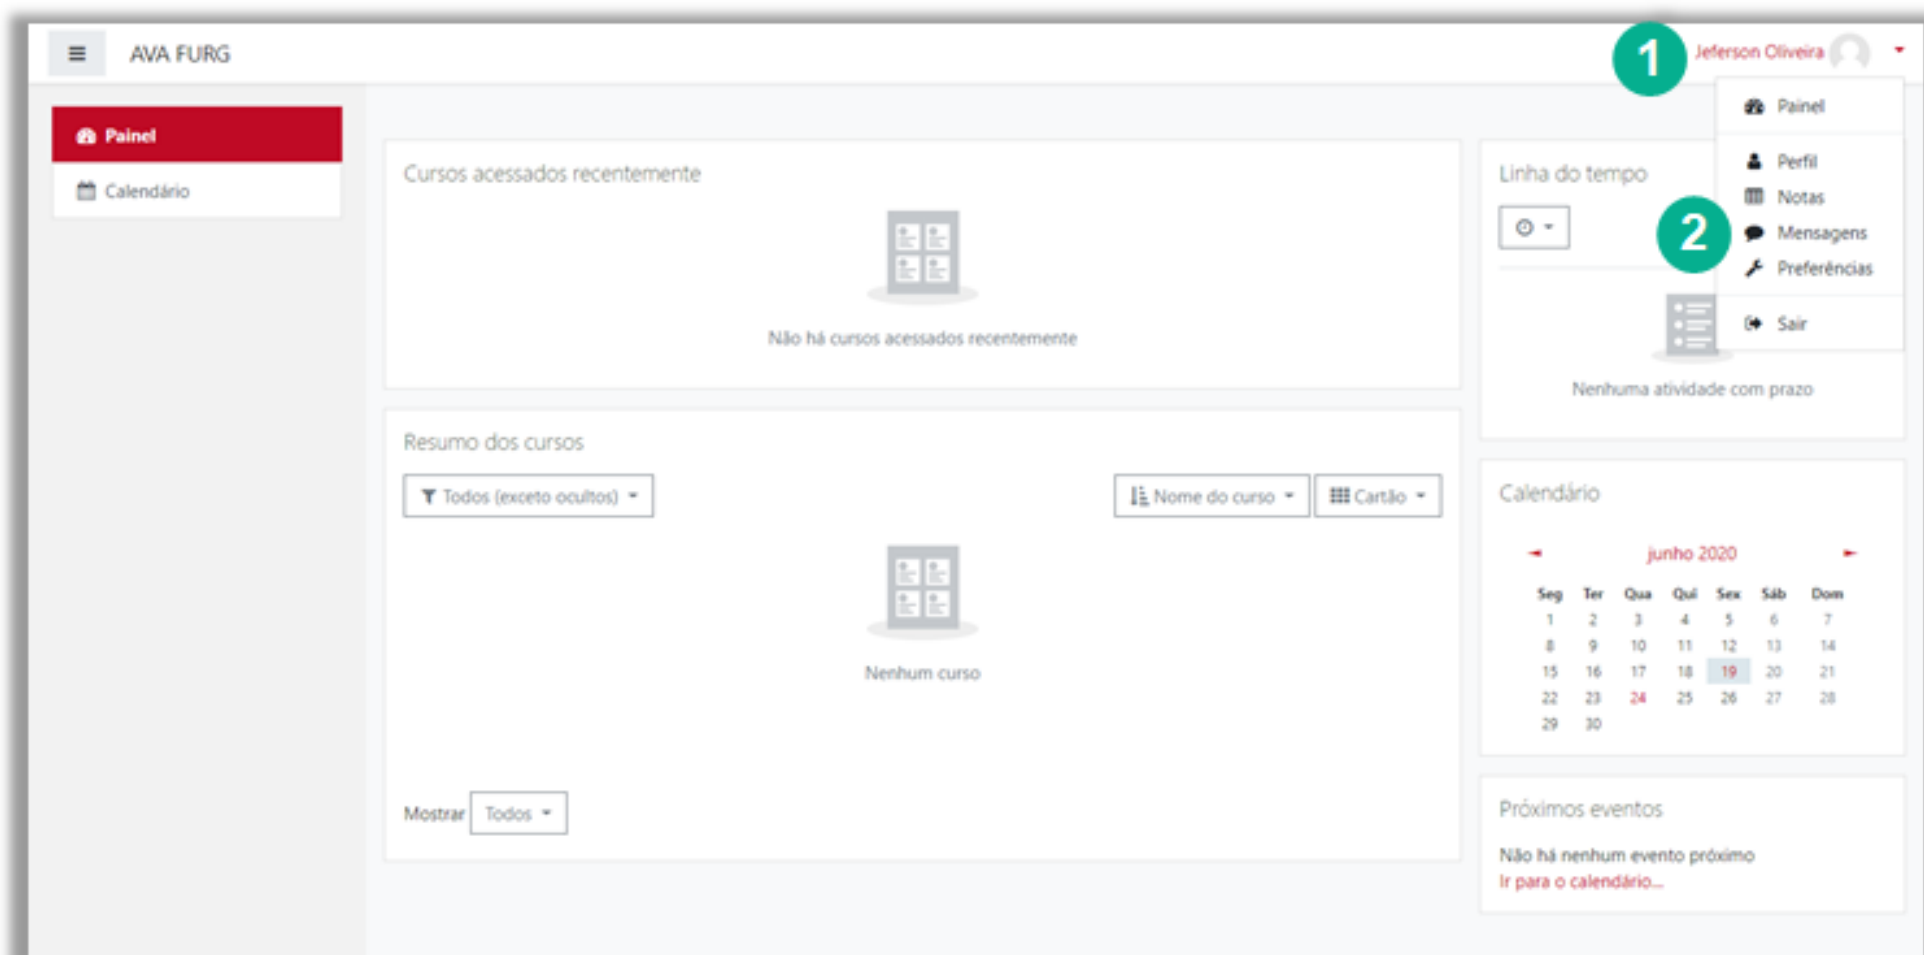 AVA FURG
1
Jeferson Oliveira
Painel
Calendário
Painel
Perfil
Notas
2
Mensagens
Preferências
Sair
Cursos acessados recentemente
Não há cursos acessados recentemente
Linha do tempo
Nenhuma atividade com prazo
Resumo dos cursos
Todos (exceto ocultos)
Nome do curso
Cartão
Nenhum curso
Mostrar Todos
Calendário
junho 2020
Seg Ter Qua Qui Sex Sáb Dom
1 2 3 4 5 6 7
8 9 10 11 12 13 14
15 16 17 18 19 20 21
22 23 24 25 26 27 28
29 30
Próximos eventos
Não há nenhum evento próximo
Ir para o calendário...